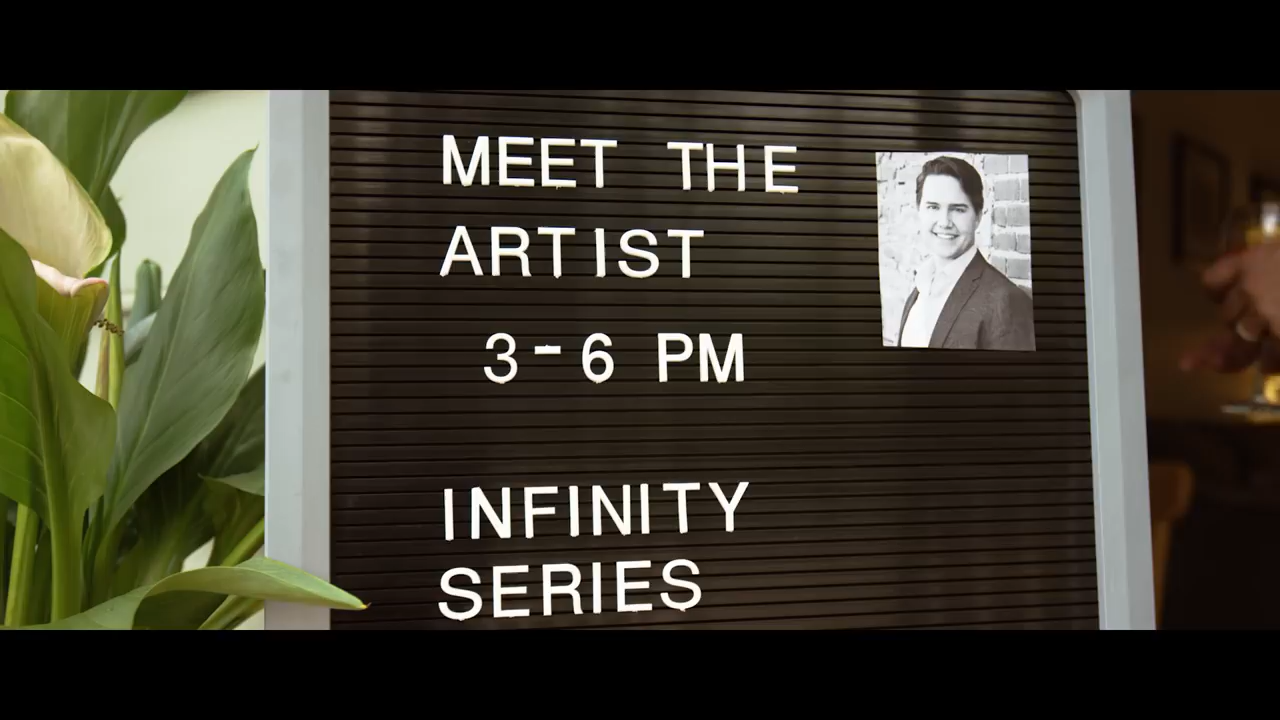 MEET THE
ARTIST
3-6 PM
INFINITY
SERIES